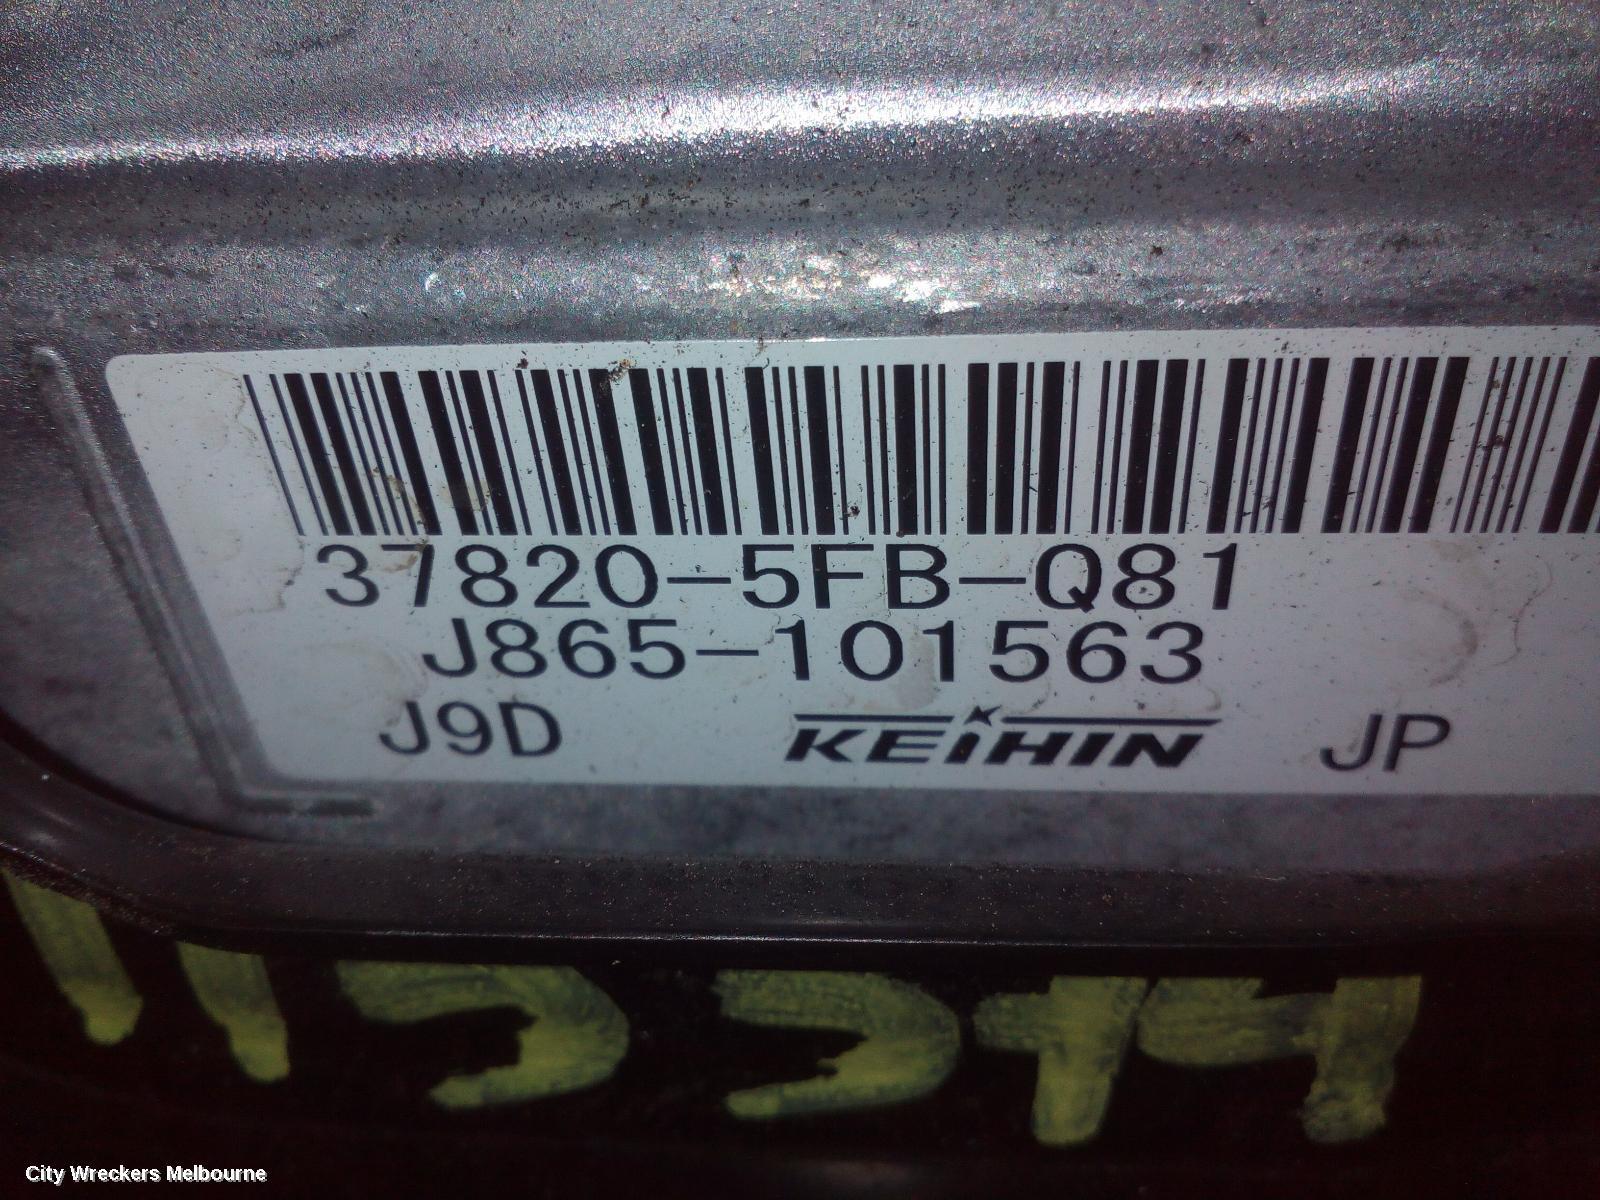 37820-5FB-Q81
J865-101563
J9D KEIHIN JP
City Wreckers Melbourne